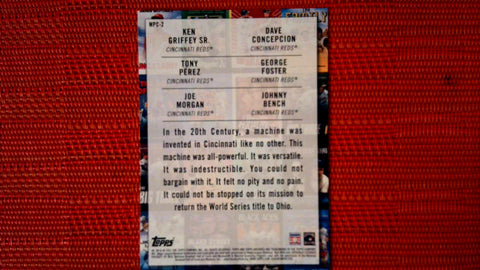 MPC-2
KEN
GRIFFEY SR.
CINCINNATI REDS®
DAVE
CONCEPCION
CINCINNATI REDS®
TONY
PÉREZ
CINCINNATI REDS®
GEORGE
FOSTER
CINCINNATI REDS®
JOE
MORGAN
CINCINNATI REDS®
JOHNNY
BENCH
CINCINNATI REDS®
In the 20th Century, a machine was
invented in Cincinnati like no other. This
machine was all-powerful. It was versatile.
It was indestructible. You could not
bargain with it. It felt no pity and no pain.
It could not be stopped on its mission to
return the World Series title to Ohio.
Topps